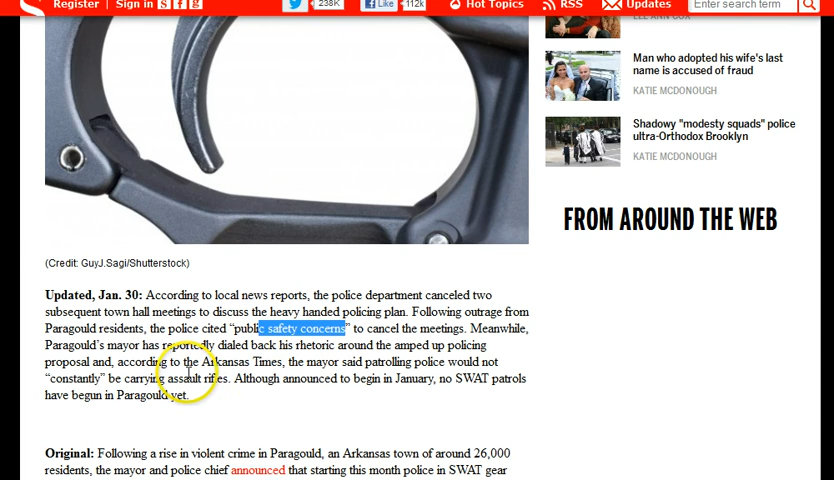 Register | Sign in
238K
Like 112k
Hot Topics
RSS
Updates
Enter search term
Man who adopted his wife's last
name is accused of fraud
KATIE MCDONOUGH
Shadowy "modesty squads" police
ultra-Orthodox Brooklyn
KATIE MCDONOUGH
FROM AROUND THE WEB
(Credit: GuyJ.Sagi/Shutterstock)
Updated, Jan. 30: According to local news reports, the police department canceled two
subsequent town hall meetings to discuss the heavy handed policing plan. Following outrage from
Paragould residents, the police cited “public safety concerns” to cancel the meetings. Meanwhile,
Paragould’s mayor has reportedly dialed back his rhetoric around the amped up policing
proposal and, according to the Arkansas Times, the mayor said patrolling police would not
“constantly” be carrying assault rifles. Although announced to begin in January, no SWAT patrols
have begun in Paragould yet.
Original: Following a rise in violent crime in Paragould, an Arkansas town of around 26,000
residents, the mayor and police chief announced that starting this month police in SWAT gear